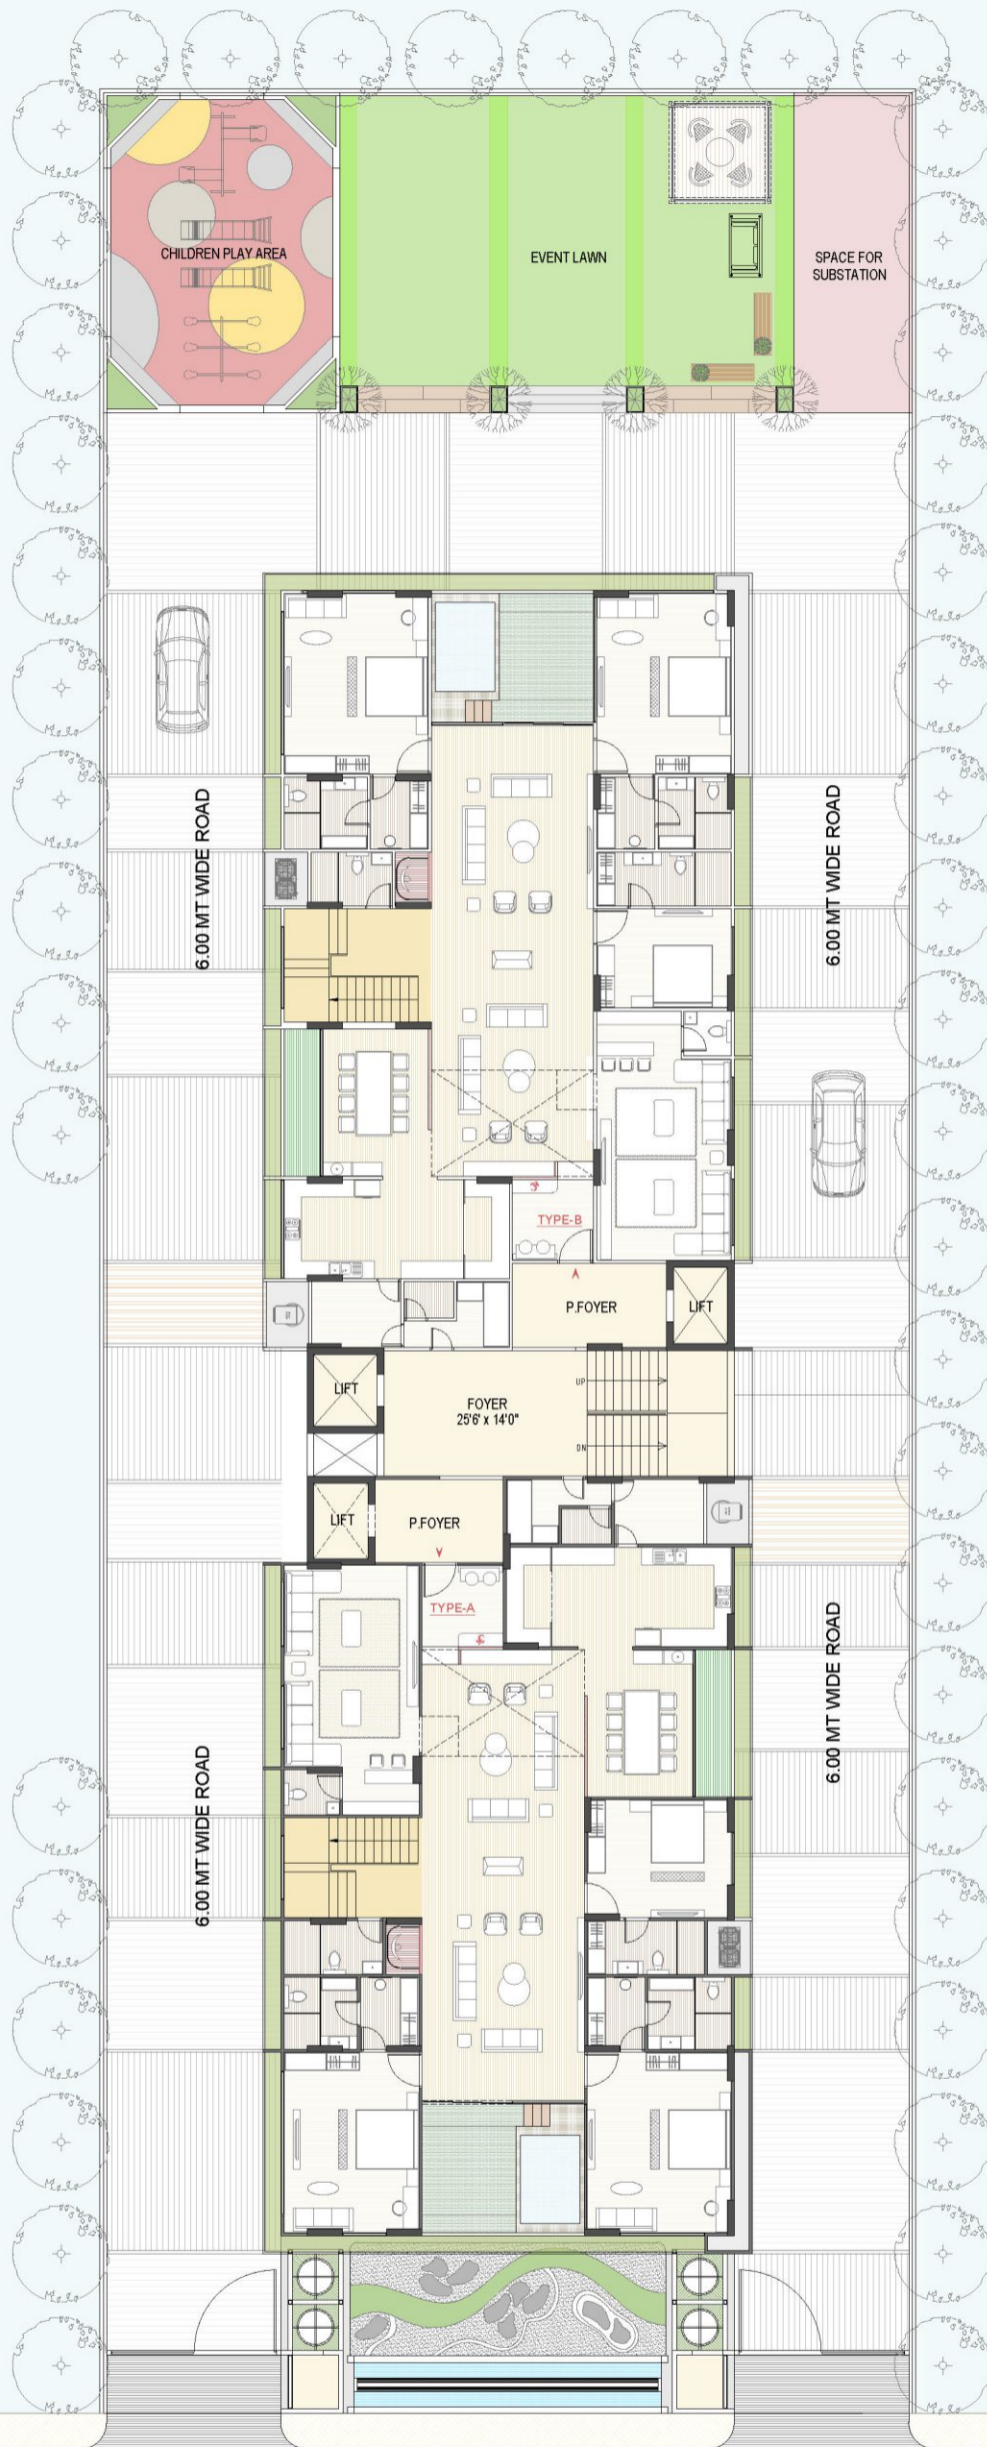 CHILDREN PLAY AREA
EVENT LAWN
SPACE FOR
SUBSTATION
6.00 MT WIDE ROAD
6.00 MT WIDE ROAD
TYPE-B
P.FOYER
LIFT
LIFT
FOYER
25'6' x 14'0"
UP
DN
LIFT
P.FOYER
TYPE-A
6.00 MT WIDE ROAD
6.00 MT WIDE ROAD